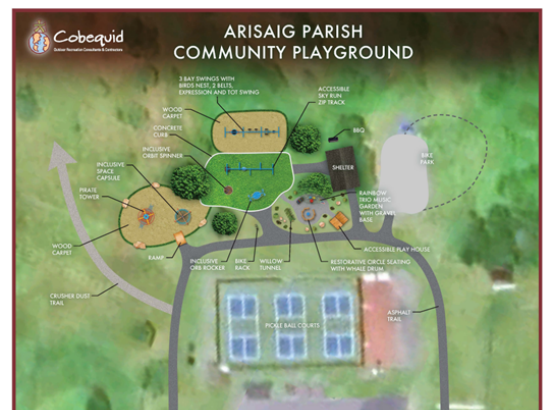 Cobequid
Outdoor Recreation Consultants & Contractors
ARISAIG PARISH
COMMUNITY PLAYGROUND
3 BAY SWINGS WITH
BIRDS NEST, 2 BELTS,
EXPRESSION AND TOT SWING
ACCESSIBLE
SKY RUN
ZIP TRACK
WOOD
CARPET
CONCRETE
CURB
BBQ
INCLUSIVE
ORBIT SPINNER
SHELTER
BIKE
PARK
INCLUSIVE
SPACE
CAPSULE
PIRATE
TOWER
RAINBOW
TRIO MUSIC
GARDEN
WITH GRAVEL
BASE
WOOD
CARPET
RAMP
INCLUSIVE
ORB ROCKER
BIKE
RACK
WILLOW
TUNNEL
ACCESSIBLE PLAY HOUSE
RESTORATIVE CIRCLE SEATING
WITH WHALE DRUM
CRUSHER DUST
TRAIL
PICKLE BALL COURTS
ASPHALT
TRAIL